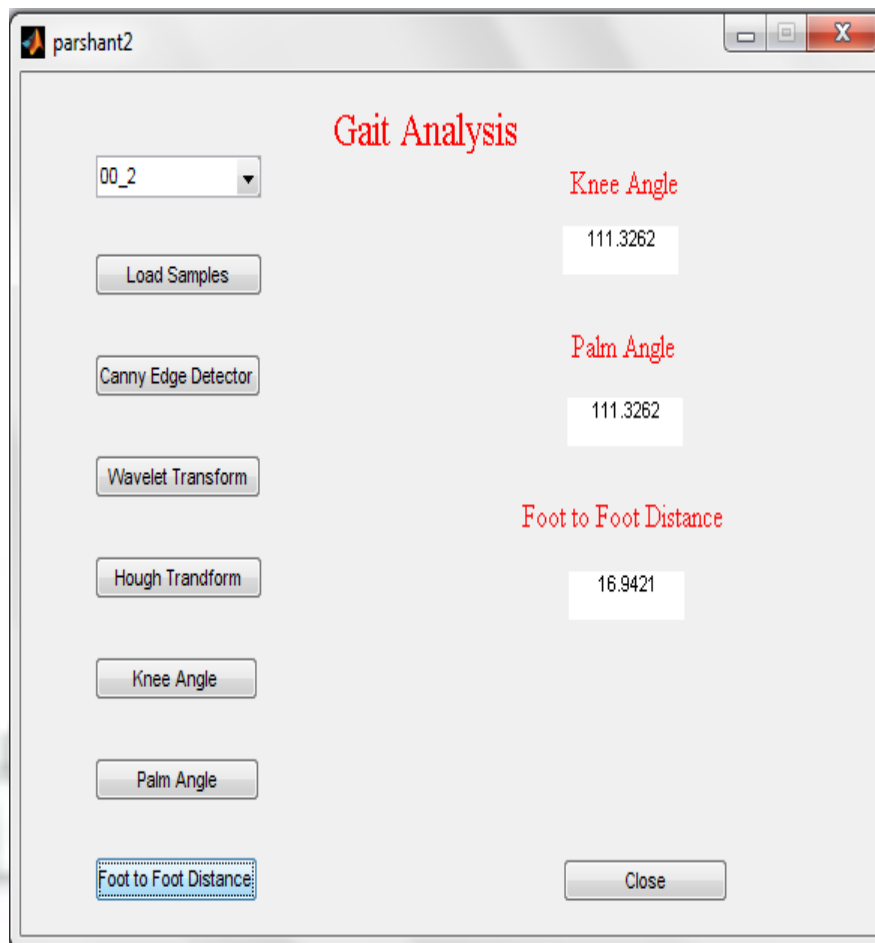 parshant2
Gait Analysis
00_2
Knee Angle
111.3262
Load Samples
Palm Angle
Canny Edge Detector
111.3262
Wavelet Transform
Foot to Foot Distance
Hough Trandform
16.9421
Knee Angle
Palm Angle
Foot to Foot Distance
Close